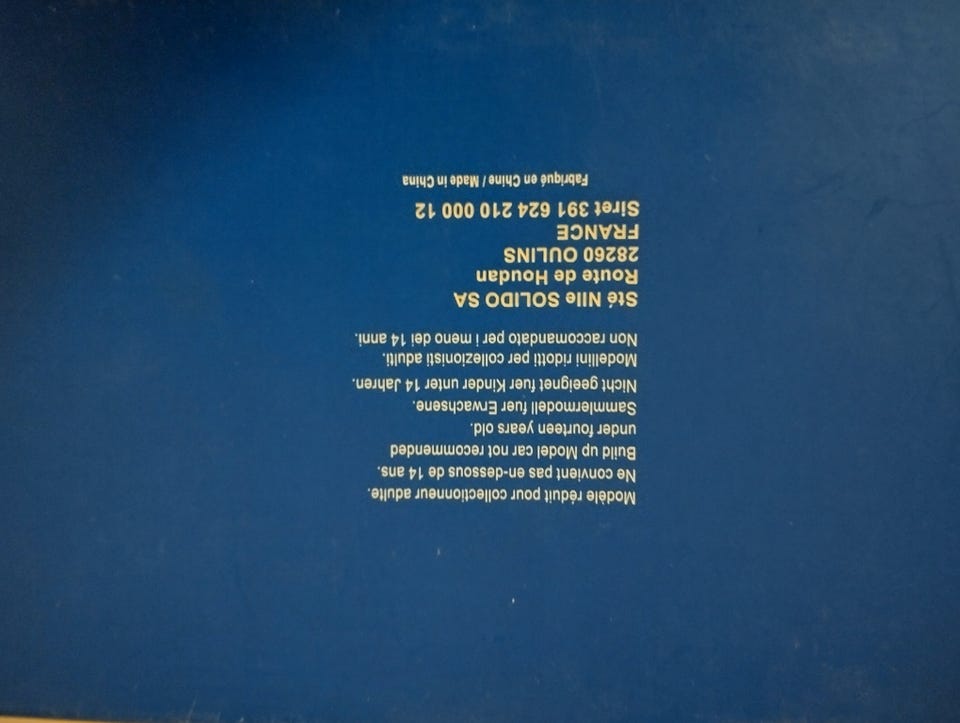 Modèle réduit pour collectionneur adulte.
Ne convient pas en-dessous de 14 ans.
Build up Model car not recommended
under fourteen years old.
Sammlermodell fuer Erwachsene.
Nicht geeignet fuer Kinder unter 14 Jahren.
Modellini ridotti per collezionisti adulti.
Non raccomandato per i meno dei 14 anni.
Sté Nlle SOLIDO SA
Route de Houdan
28260 OULINS
FRANCE
Siret 391 624 210 000 12
Fabriqué en Chine / Made in China